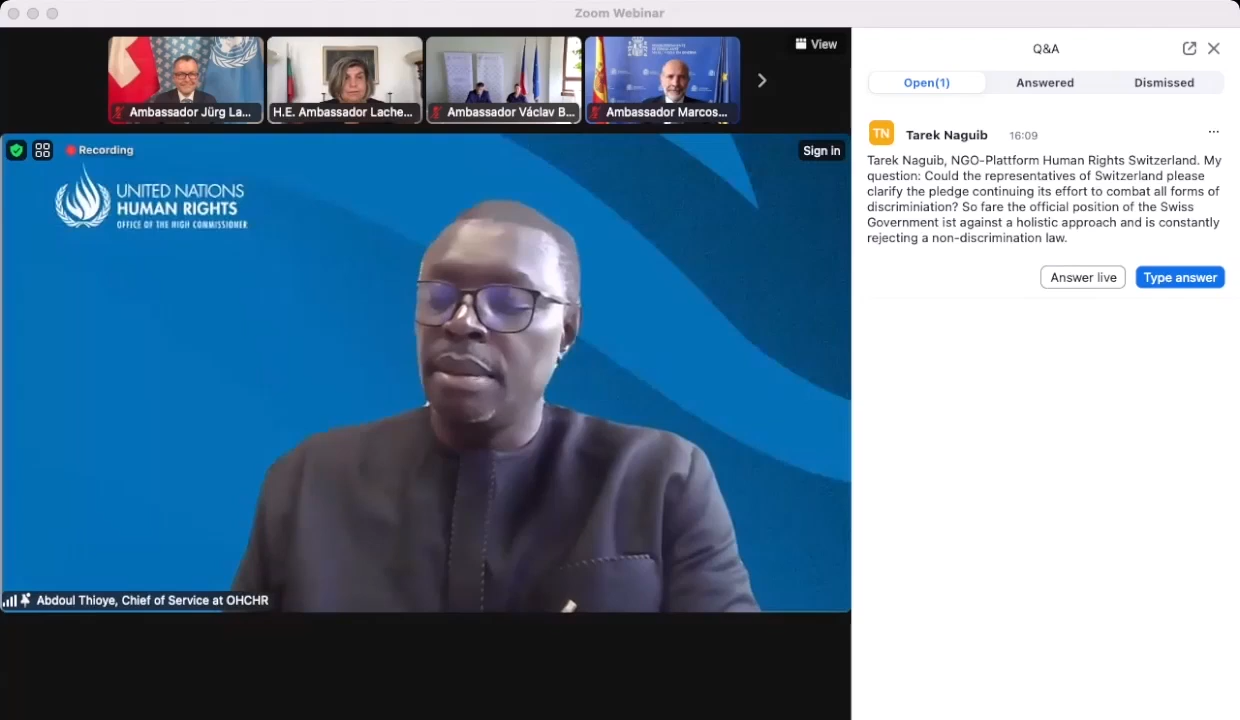 Zoom Webinar
Ambassador Jürg La...
H.E. Ambassador Lache...
Ambassador Václav B...
Ambassador Marcos...
View
Recording
Sign in
UNITED NATIONS
HUMAN RIGHTS
OFFICE OF THE HIGH COMMISSIONER
Abdoul Thioye, Chief of Service at OHCHR
Q&A
Open(1)
Answered
Dismissed
TN
Tarek Naguib
16:09
Tarek Naguib, NGO-Plattform Human Rights Switzerland. My
question: Could the representatives of Switzerland please
clarify the pledge continuing its effort to combat all forms of
discriminiation? So fare the official position of the Swiss
Government ist against a holistic approach and is constantly
rejecting a non-discrimination law.
Answer live
Type answer